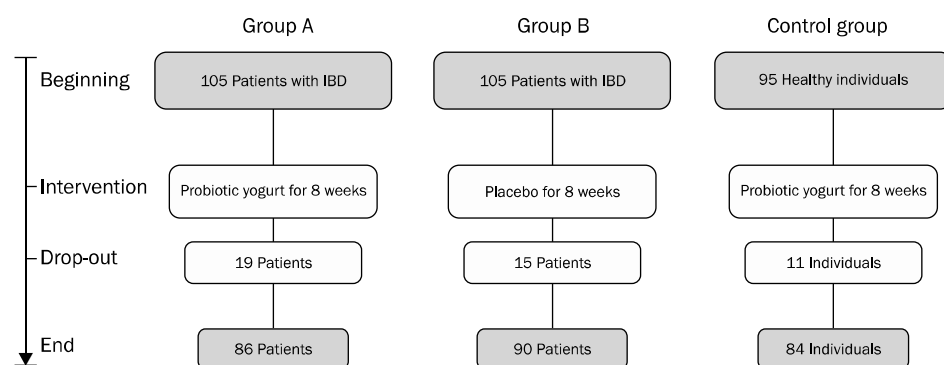 Group A
Group B
Control group
Beginning
105 Patients with IBD
105 Patients with IBD
95 Healthy individuals
Intervention
Probiotic yogurt for 8 weeks
Placebo for 8 weeks
Probiotic yogurt for 8 weeks
Drop-out
19 Patients
15 Patients
11 Individuals
End
86 Patients
90 Patients
84 Individuals